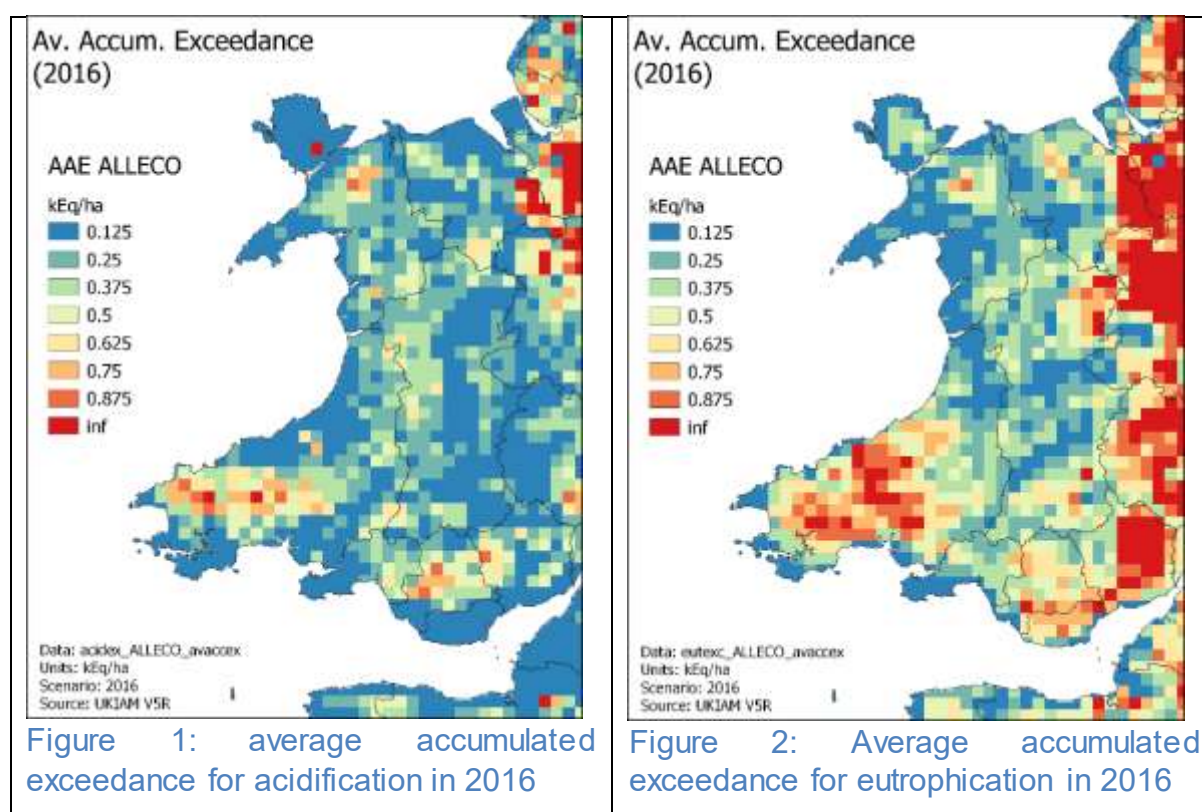 Av. Accum. Exceedance
(2016)
AAE ALLECO
kEq/ha
0.125
0.25
0.375
0.5
0.625
0.75
0.875
inf
Data: acidex_ALLECO_avaccex
Units: kEq/ha
Scenario: 2016
Source: UKIAM V5R
Figure 1: average accumulated
exceedance for acidification in 2016
Av. Accum. Exceedance
(2016)
AAE ALLECO
kEq/ha
0.125
0.25
0.375
0.5
0.625
0.75
0.875
inf
Data: eutexc_ALLECO_avaccex
Units: kEq/ha
Scenario: 2016
Source: UKIAM V5R
Figure 2: Average accumulated
exceedance for eutrophication in 2016